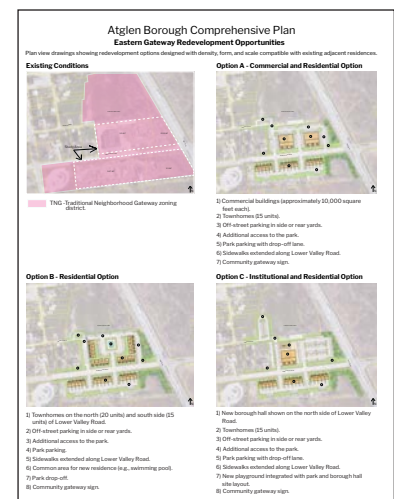 Atglen Borough Comprehensive Plan
Eastern Gateway Redevelopment Opportunities
Plan view drawings showing redevelopment options designed with density, form, and scale compatible with existing adjacent residences.
Existing Conditions
TNG -Traditional Neighborhood Gateway zoning
district.
Option A - Commercial and Residential Option
1) Commercial buildings (approximately 10,000 square
feet each).
2) Townhomes (15 units).
3) Off-street parking in side or rear yards.
4) Additional access to the park.
5) Park parking with drop-off lane.
6) Sidewalks extended along Lower Valley Road.
7) Community gateway sign.
Option B - Residential Option
1) Townhomes on the north (20 units) and south side (15
units) of Lower Valley Road.
2) Off-street parking in side or rear yards.
3) Additional access to the park.
4) Park parking.
5) Sidewalks extended along Lower Valley Road.
6) Common area for new residence (e.g., swimming pool).
7) Park drop-off.
8) Community gateway sign.
Option C - Institutional and Residential Option
1) New borough hall shown on the north side of Lower Valley
Road.
2) Townhomes (15 units).
3) Off-street parking in side or rear yards.
4) Additional access to the park.
5) Park parking with drop-off lane.
6) Sidewalks extended along Lower Valley Road.
7) New playground integrated with park and borough hall
site layout.
8) Community gateway sign.